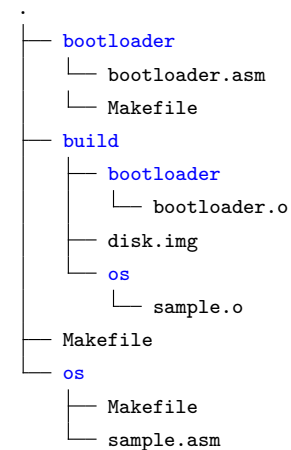 .
bootloader
bootloader.asm
Makefile
build
bootloader
bootloader.o
disk.img
os
sample.o
Makefile
os
Makefile
sample.asm